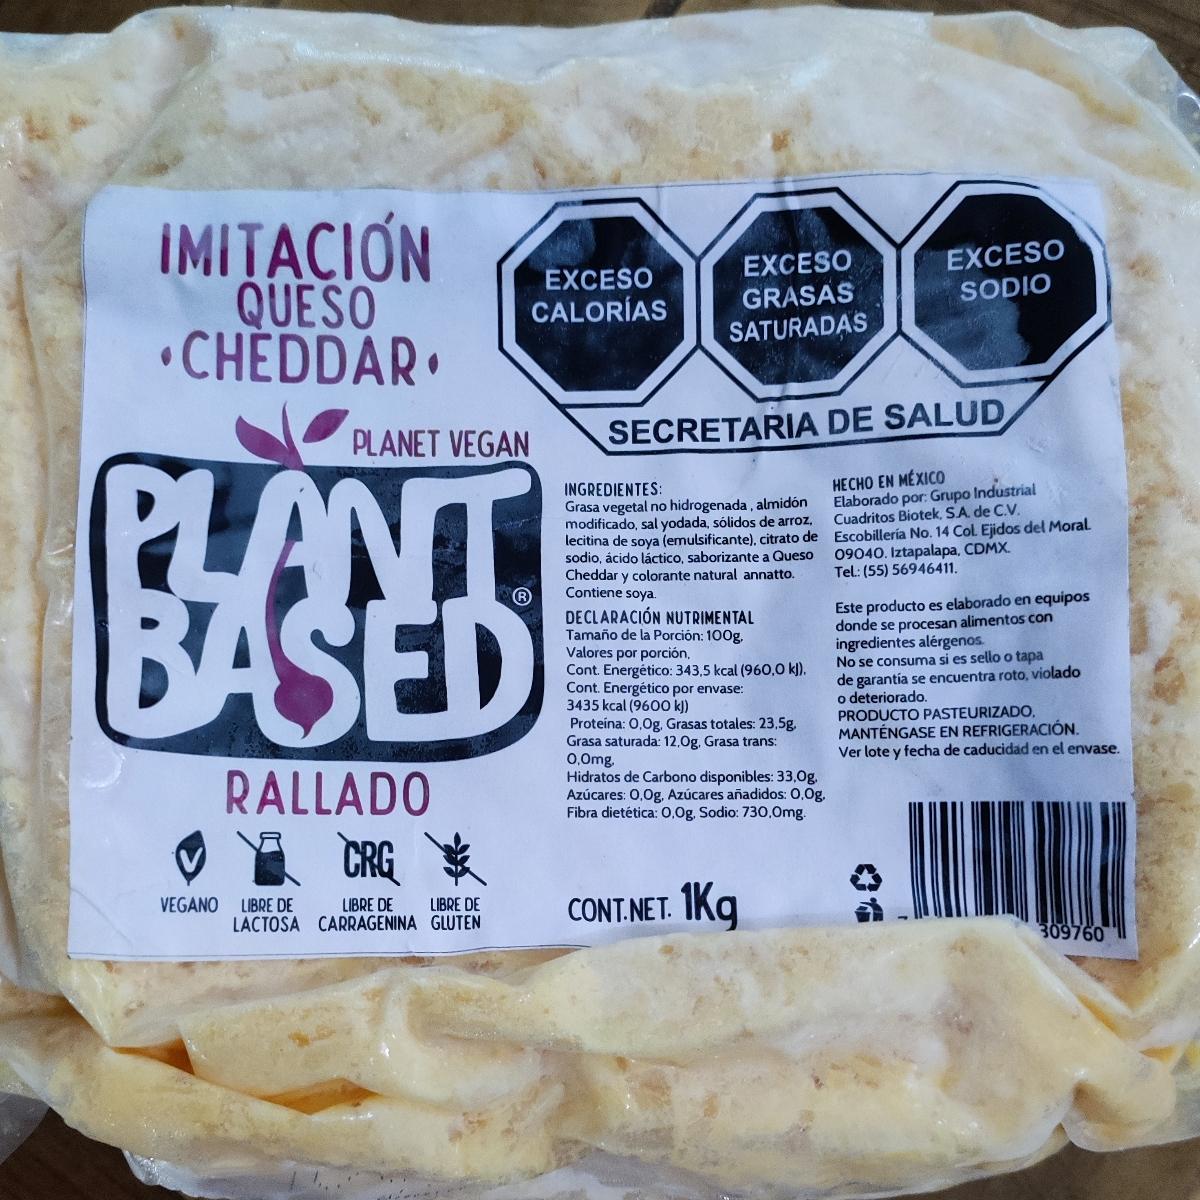 IMITACIÓN
QUESO
•CHEDDAR•
PLANET VEGAN
PLANT
BASED®
RALLADO
VEGANO
LIBRE DE
LACTOSA
CRG
LIBRE DE
CARRAGENINA
LIBRE DE
GLUTEN
EXCESO
CALORÍAS
EXCESO
GRASAS
SATURADAS
EXCESO
SODIO
SECRETARIA DE SALUD
INGREDIENTES:
Grasa vegetal no hidrogenada , almidón
modificado, sal yodada, sólidos de arroz,
lecitina de soya (emulsificante), citrato de
sodio, ácido láctico, saborizante a Queso
Cheddar y colorante natural annatto.
Contiene soya.
DECLARACIÓN NUTRIMENTAL
Tamaño de la Porción: 100g,
Valores por porción,
Cont. Energético: 343,5 kcal (960,0 kJ),
Cont. Energético por envase:
3435 kcal (9600 kJ)
Proteína: 0,0g, Grasas totales: 23,5g,
Grasa saturada: 12,0g, Grasa trans:
0,0mg,
Hidratos de Carbono disponibles: 33,0g,
Azúcares: 0,0g, Azúcares añadidos: 0,0g,
Fibra dietética: 0,0g, Sodio: 730,0mg.
CONT.NET. 1Kg
HECHO EN MÉXICO
Elaborado por: Grupo Industrial
Cuadritos Biotek, S.A. de C.V.
Escobillería No. 14 Col. Ejidos del Moral.
09040. Iztapalapa, CDMX.
Tel.: (55) 56946411.
Este producto es elaborado en equipos
donde se procesan alimentos con
ingredientes alérgenos.
No se consuma si es sello o tapa
de garantía se encuentra roto, violado
o deteriorado.
PRODUCTO PASTEURIZADO,
MANTÉNGASE EN REFRIGERACIÓN.
Ver lote y fecha de caducidad en el envase.
309760